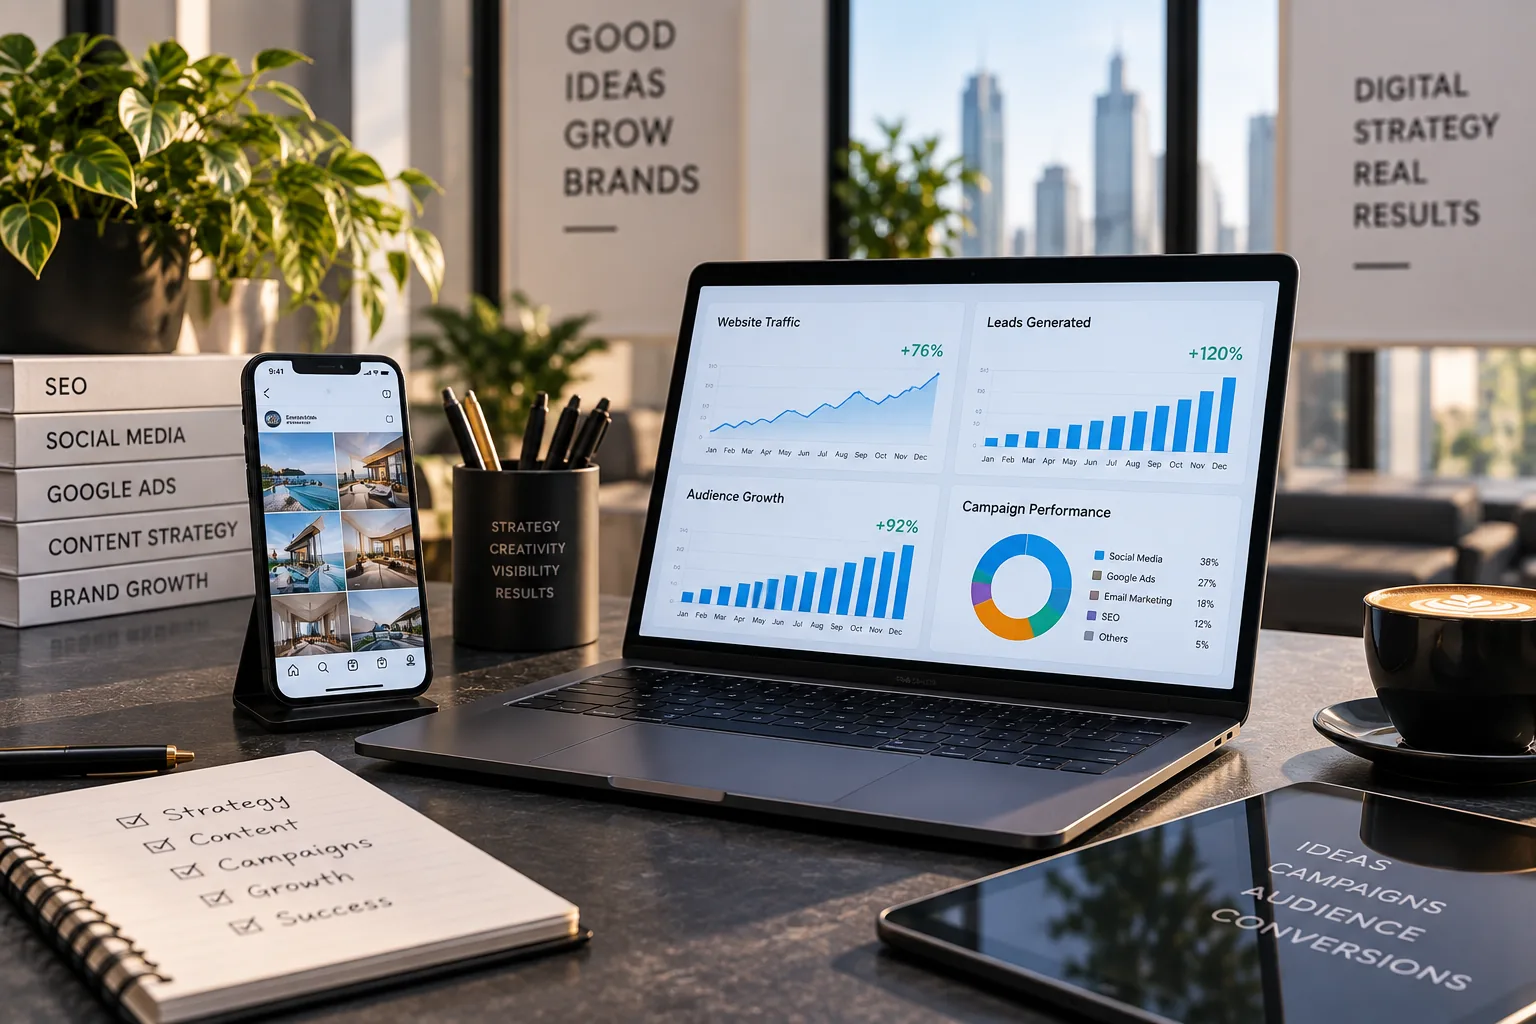 GOOD
IDEAS
GROW
BRANDS
DIGITAL
STRATEGY
REAL
RESULTS
SEO
SOCIAL MEDIA
GOOGLE ADS
CONTENT STRATEGY
BRAND GROWTH
9:41
STRATEGY
CREATIVITY
VISIBILITY
RESULTS
Website Traffic
+76%
Jan Feb Mar Apr May Jun Jul Aug Sep Oct Nov Dec
Leads Generated
+120%
Jan Feb Mar Apr May Jun Jul Aug Sep Oct Nov Dec
Audience Growth
+92%
Jan Feb Mar Apr May Jun Jul Aug Sep Oct Nov Dec
Campaign Performance
Social Media 38%
Google Ads 27%
Email Marketing 18%
SEO 12%
Others 5%
Strategy
Content
Campaigns
Growth
Success
IDEAS
CAMPAIGNS
AUDIENCE
CONVERSIONS